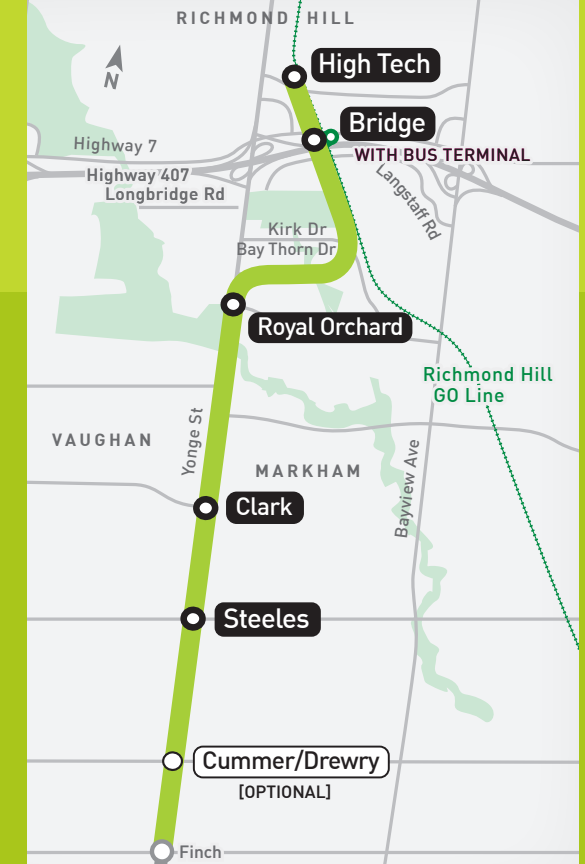 RICHMOND HILL
N
High Tech
Bridge
WITH BUS TERMINAL
Highway 7
Highway 407
Longbridge Rd
Langstaff Rd
Kirk Dr
Bay Thorn Dr
Royal Orchard
Richmond Hill
GO Line
Yonge St
VAUGHAN
MARKHAM
Bayview Ave
Clark
Steeles
Cummer/Drewry
[OPTIONAL]
Finch